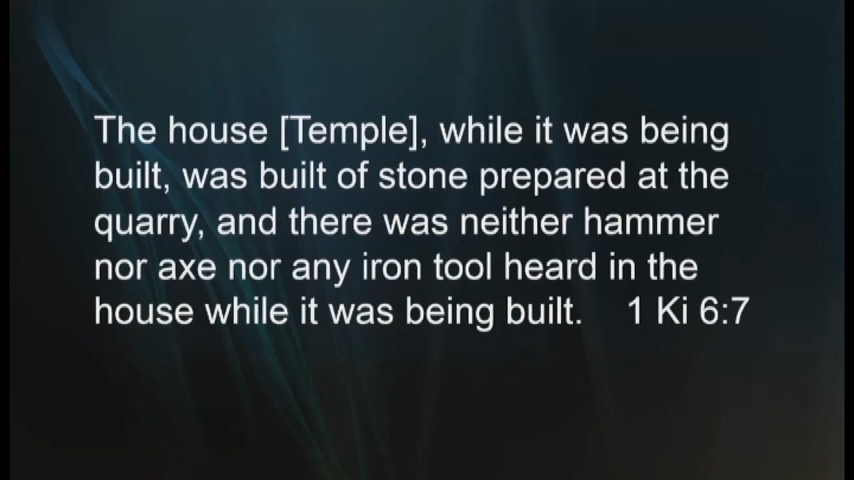 The house [Temple], while it was being
built, was built of stone prepared at the
quarry, and there was neither hammer
nor axe nor any iron tool heard in the
house while it was being built. 1 Ki 6:7